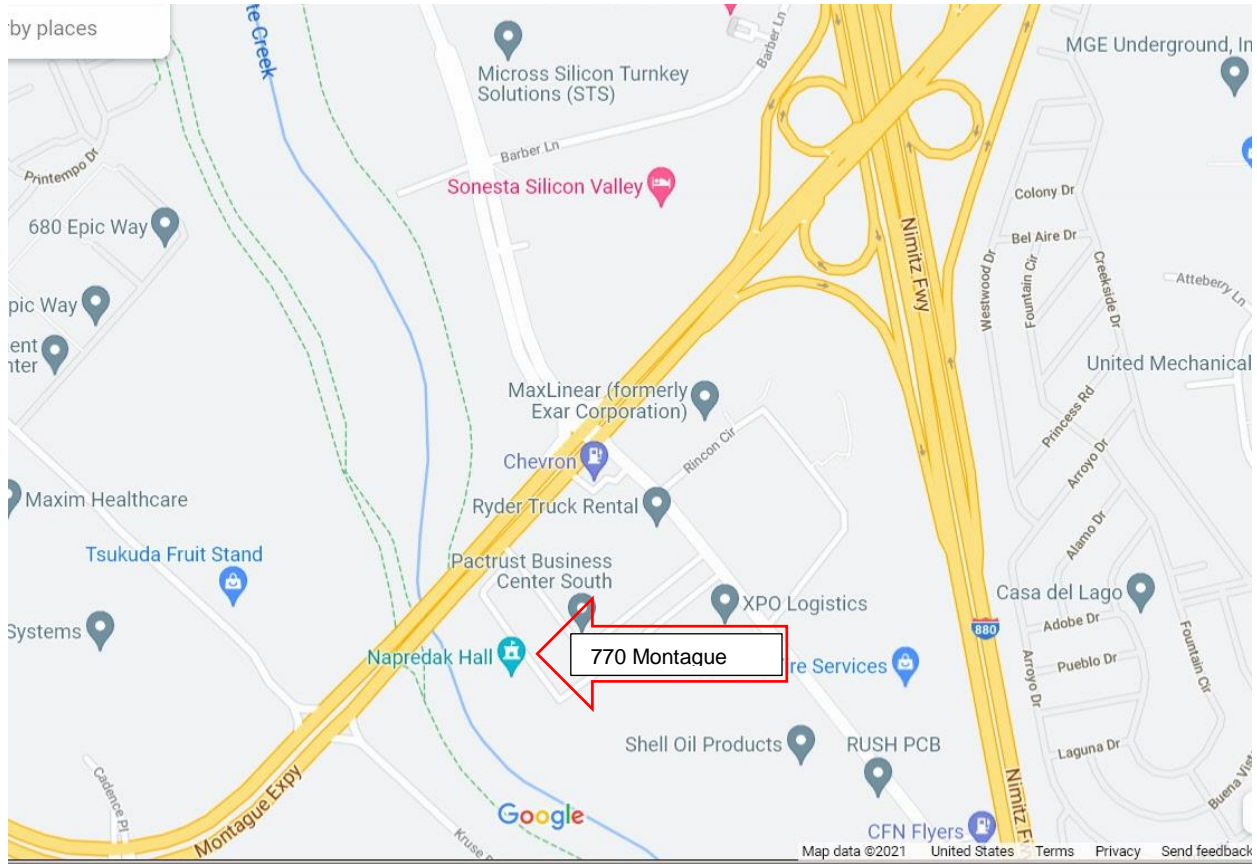 by places
te Creek
Micross Silicon Turnkey
Solutions (STS)
Barber Ln
MGE Underground, In
Barber Ln
Printempo Dr
Sonesta Silicon Valley
680 Epic Way
Nimitz Fwy
Colony Dr
Bel Aire Dr
Westwood Dr
Fountain Cir
Creekside Dr
Atteberry Ln
pic Way
ent
nter
United Mechanical
MaxLinear (formerly
Exar Corporation)
Princess Rd
Rincon Cir
Chevron
Arroyo Dr
Maxim Healthcare
Ryder Truck Rental
Alamo Dr
Tsukuda Fruit Stand
Pactrust Business
Center South
XPO Logistics
Casa del Lago
Systems
880
Adobe Dr
Fountain Cir
Napredak Hall
770 Montague
re Services
Pueblo Dr
Arroyo Dr
Shell Oil Products
RUSH PCB
Laguna Dr
Buena Vist
Cadence Pl
Montague Expy
Nimitz F
Google
Kruse
CFN Flyers
Map data ©2021 United States Terms Privacy Send feedback